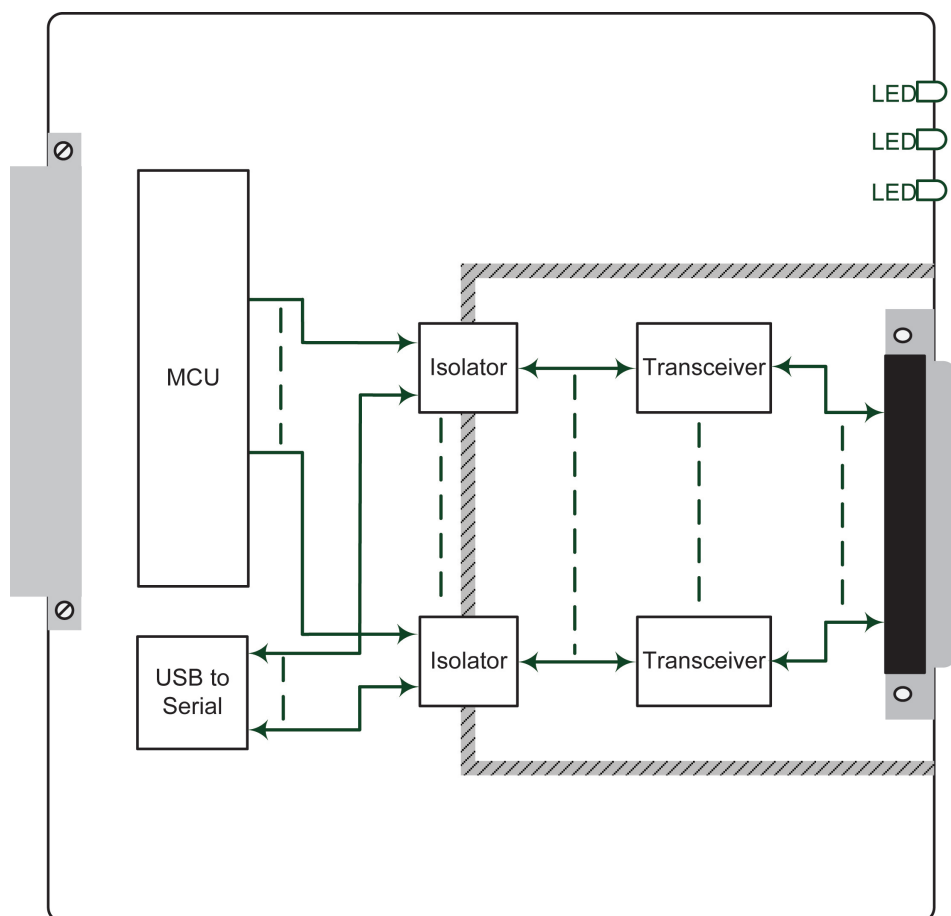 LED
LED
LED
MCU
Isolator
Transceiver
Isolator
Transceiver
USB to
Serial